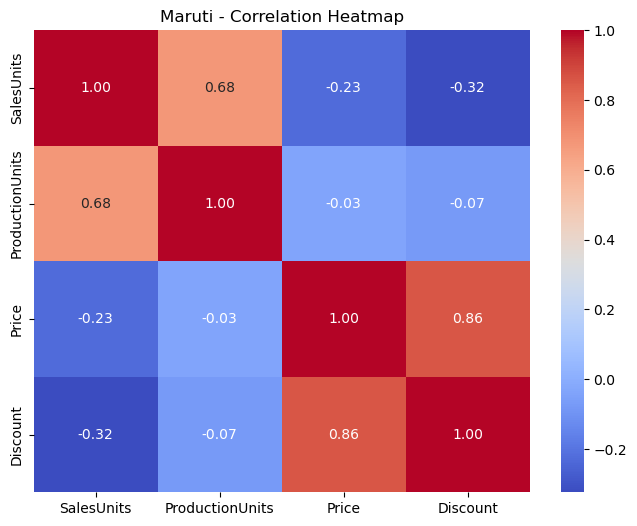 Maruti - Correlation Heatmap
SalesUnits
1.00 0.68 -0.23 -0.32
ProductionUnits
0.68 1.00 -0.03 -0.07
Price
-0.23 -0.03 1.00 0.86
Discount
-0.32 -0.07 0.86 1.00
SalesUnits ProductionUnits Price Discount
1.0
0.8
0.6
0.4
0.2
0.0
−0.2